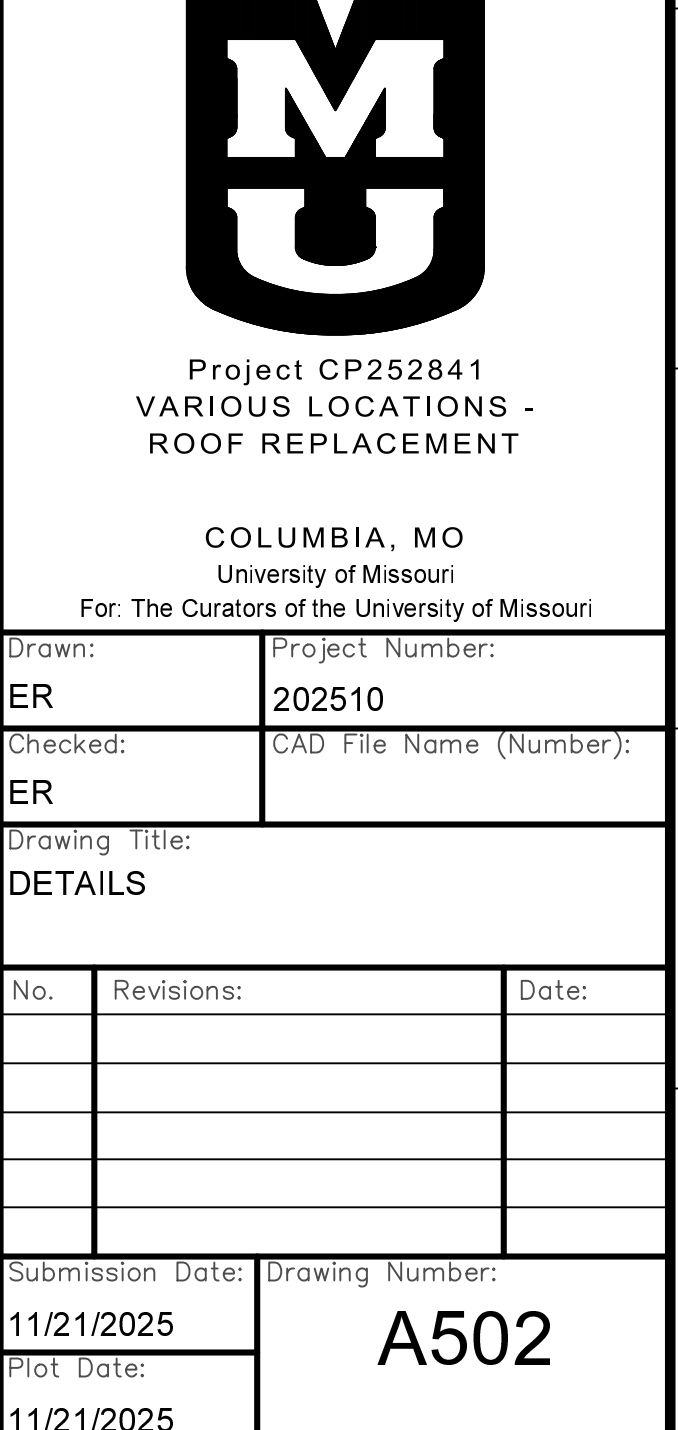 MU
Project CP252841
VARIOUS LOCATIONS -
ROOF REPLACEMENT
COLUMBIA, MO
University of Missouri
For: The Curators of the University of Missouri
Drawn:
ER
Project Number:
202510
Checked:
ER
CAD File Name (Number):
Drawing Title:
DETAILS
No. Revisions: Date:
Submission Date:
11/21/2025
Drawing Number:
A502
Plot Date:
11/21/2025